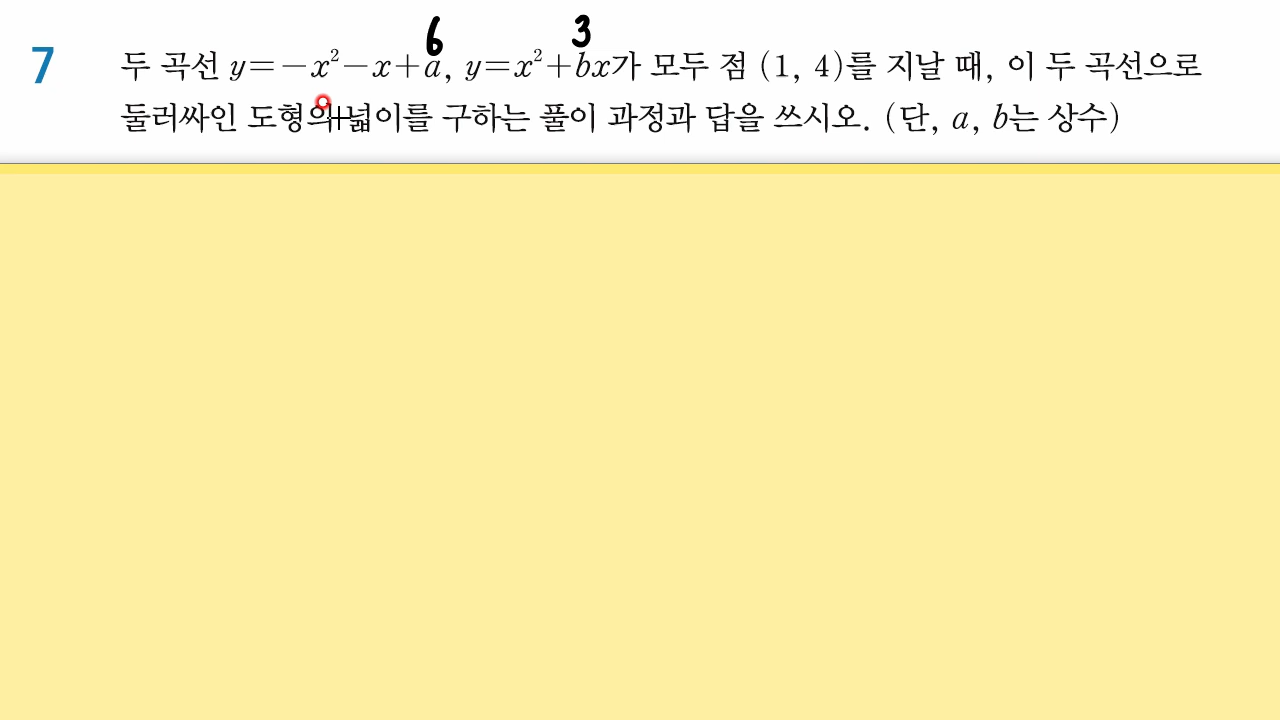 6 3
7 두 곡선 y=-x²-x+a, y=x²+bx가 모두 점 (1, 4)를 지날 때, 이 두 곡선으로
둘러싸인 도형의 넓이를 구하는 풀이 과정과 답을 쓰시오. (단, a, b는 상수)